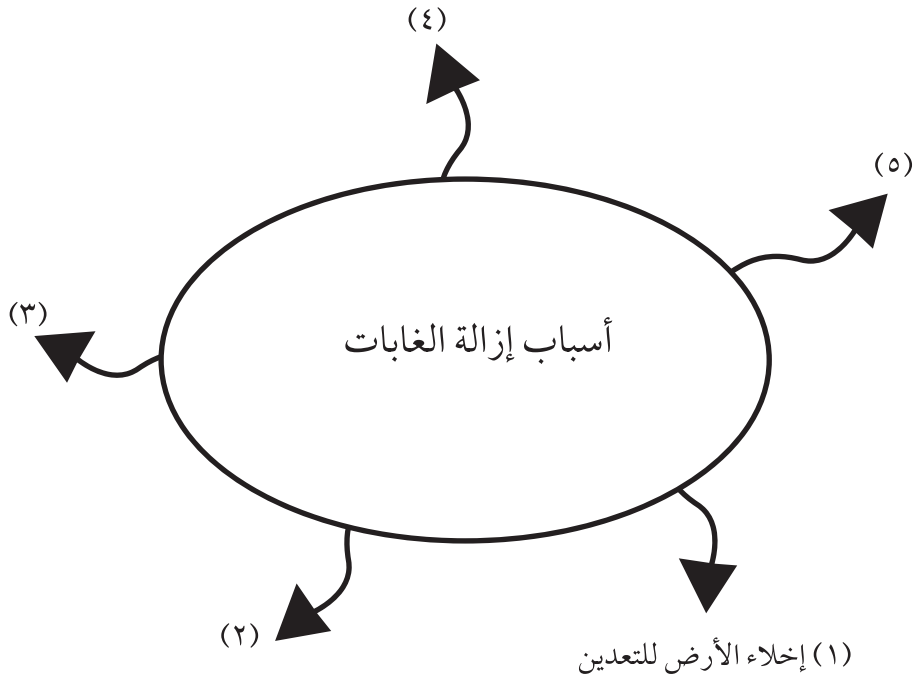 (٤)
(٥)
(٣)
أسباب إزالة الغابات
(٢)
(١) إخلاء الأرض للتعدين